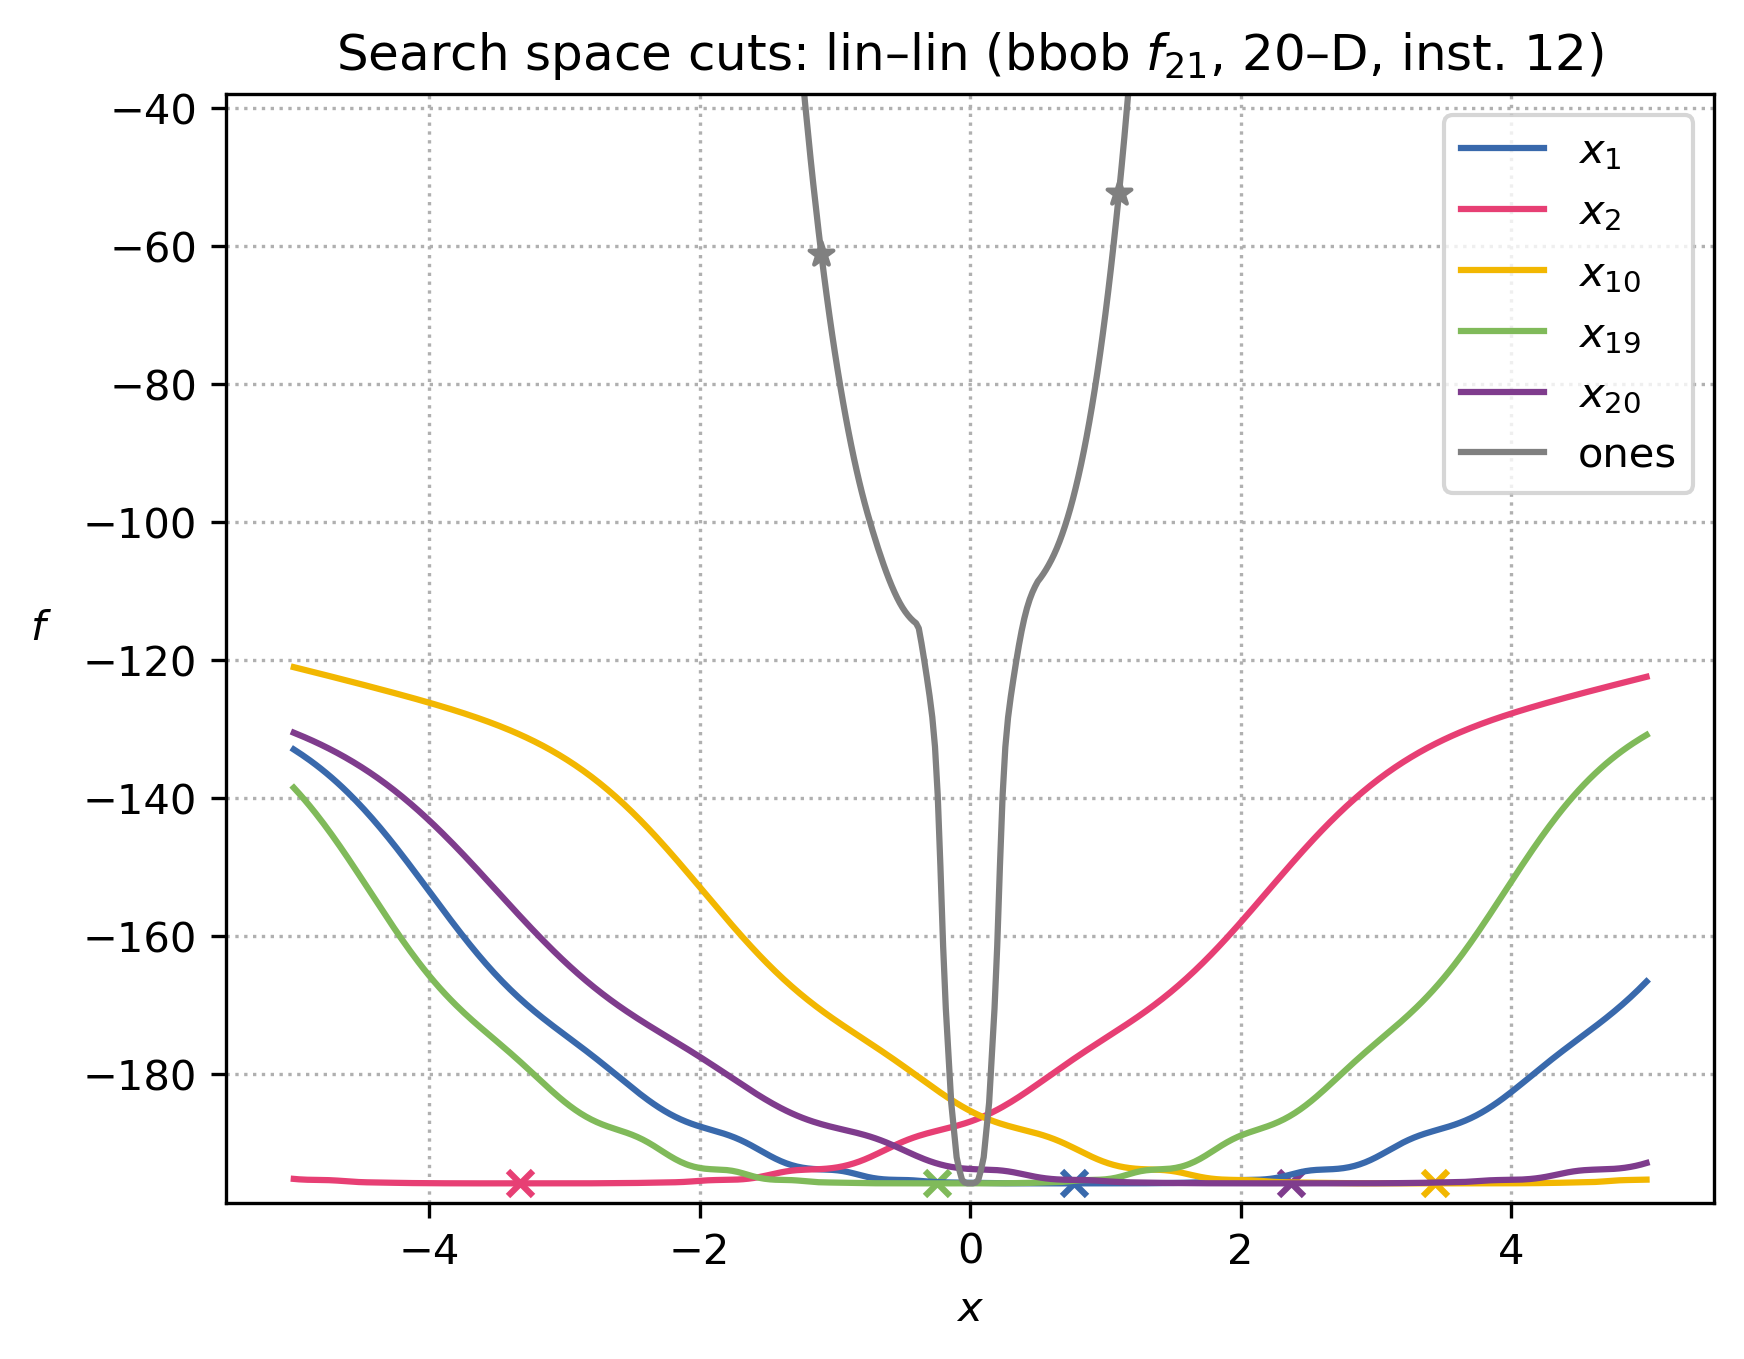 Search space cuts: lin–lin (bbob f21, 20–D, inst. 12)
−40
−60
−80
−100
−120
−140
−160
−180
f
−4
−2
0
2
4
x
x1
x2
x10
x19
x20
ones